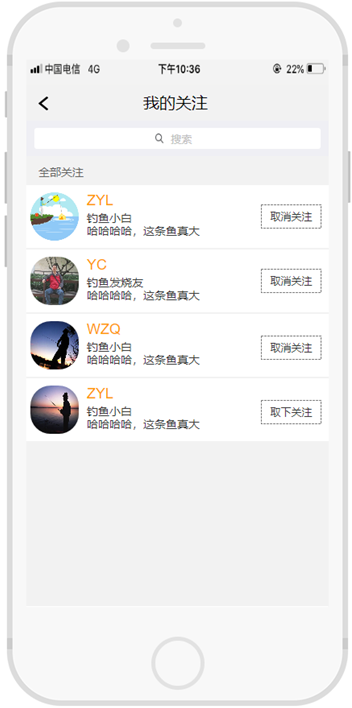 中国电信 4G 下午10:36 22%
我的关注
搜索
全部关注
ZYL
钓鱼小白
哈哈哈哈，这条鱼真大
取消关注
YC
钓鱼发烧友
哈哈哈哈，这条鱼真大
取消关注
WZQ
钓鱼小白
哈哈哈哈，这条鱼真大
取消关注
ZYL
钓鱼小白
哈哈哈哈，这条鱼真大
取下关注